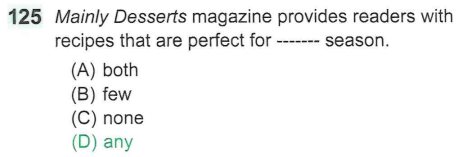 125 Mainly Desserts magazine provides readers with
recipes that are perfect for ------- season.
(A) both
(B) few
(C) none
(D) any